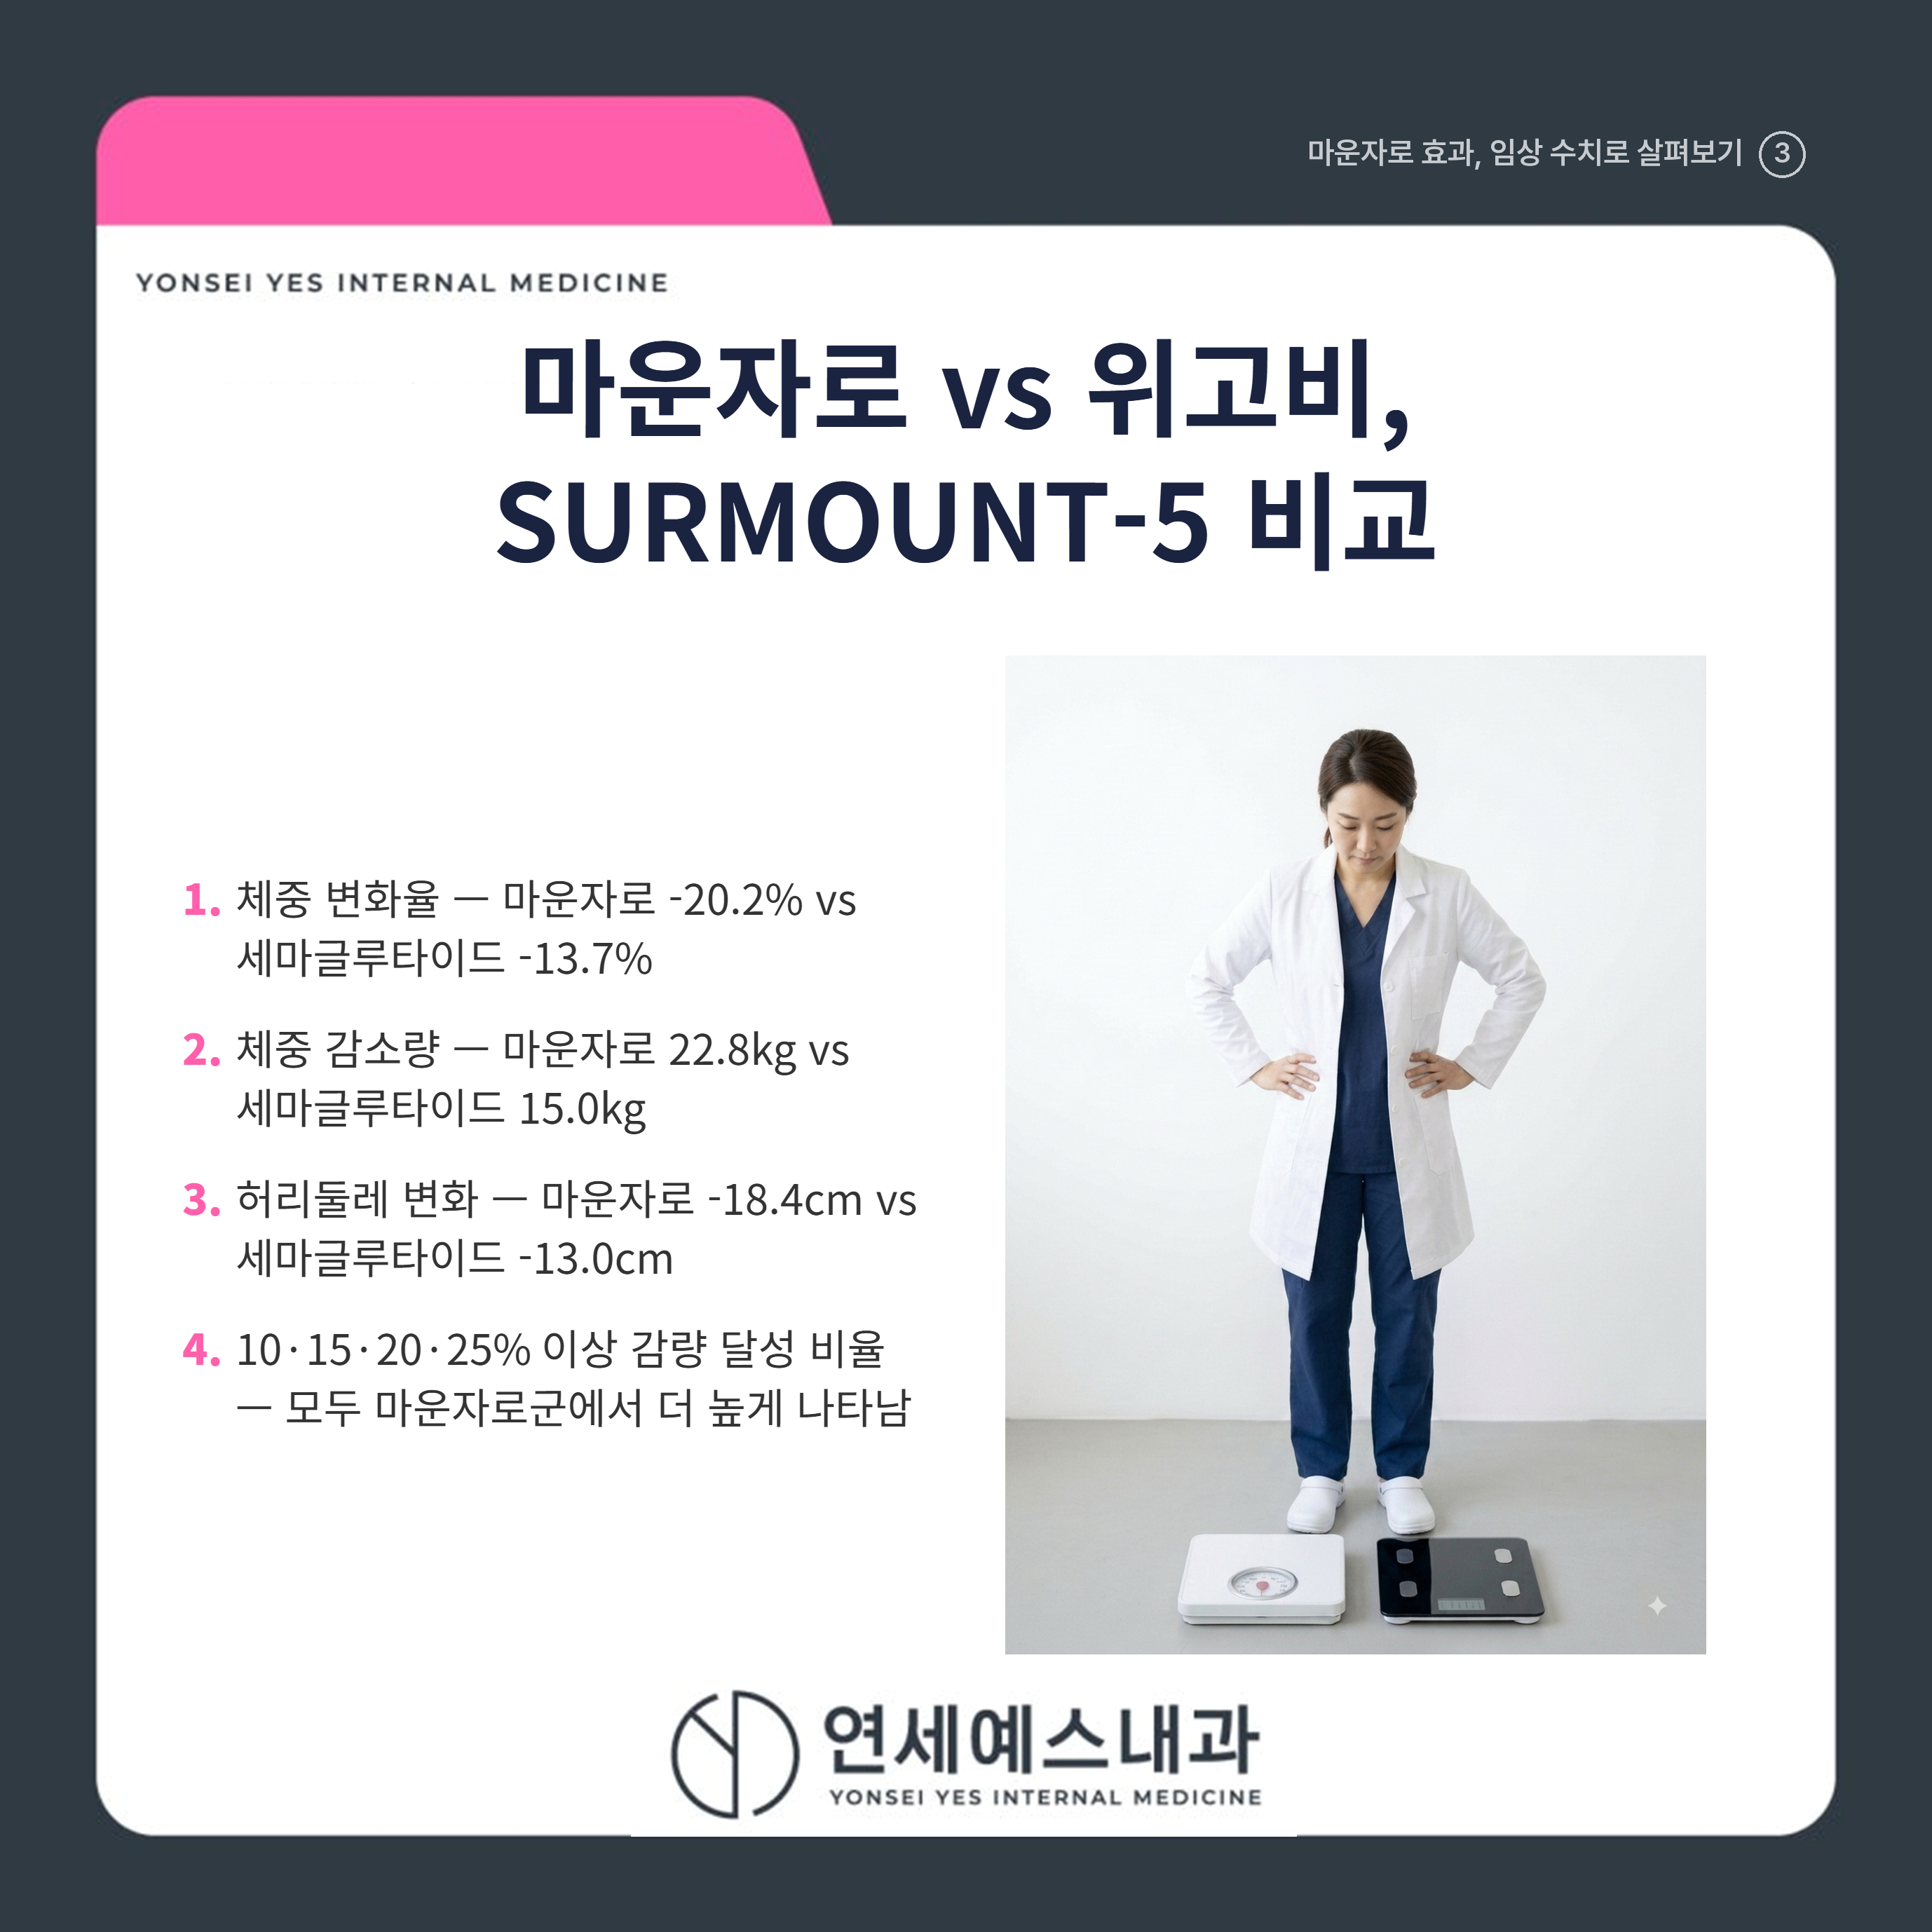 마운자로 효과, 임상 수치로 살펴보기 3
YONSEI YES INTERNAL MEDICINE
마운자로 vs 위고비,
SURMOUNT-5 비교
1. 체중 변화율 — 마운자로 -20.2% vs
세마글루타이드 -13.7%
2. 체중 감소량 — 마운자로 22.8kg vs
세마글루타이드 15.0kg
3. 허리둘레 변화 — 마운자로 -18.4cm vs
세마글루타이드 -13.0cm
4. 10·15·20·25% 이상 감량 달성 비율
— 모두 마운자로군에서 더 높게 나타남
연세예스내과
YONSEI YES INTERNAL MEDICINE